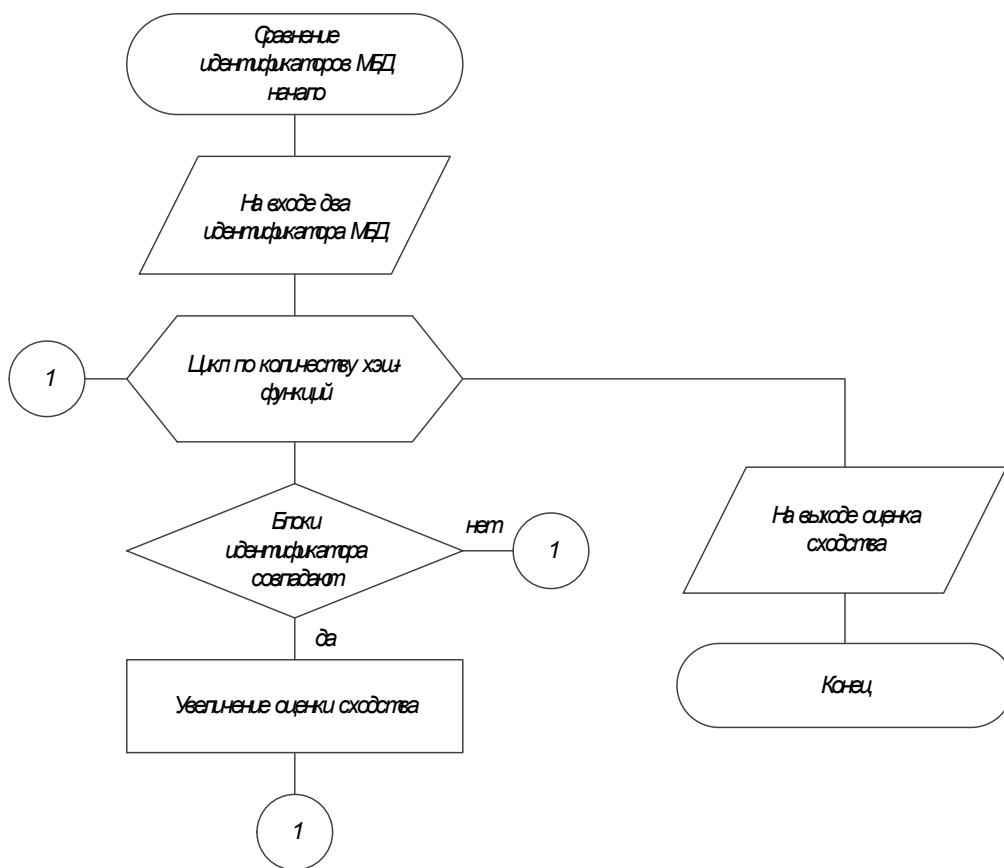 Сравнение
идентификаторов МБД
начало
На входе два
идентификатора МБД
1
Цикл по количеству хэш-
функций
Блоки
идентификатора
совпадают
нет
1
На выходе оценка
сходства
да
Увеличение оценки сходства
Конец
1